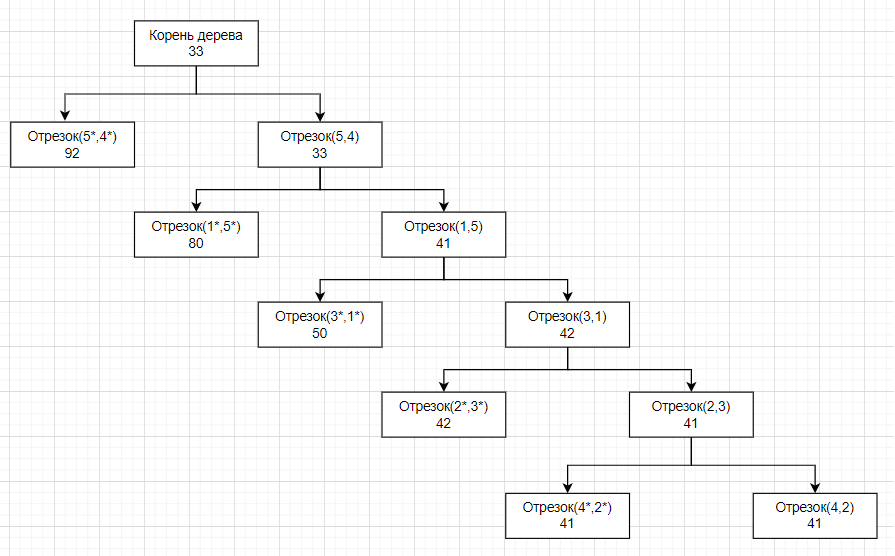 Корень дерева
33
Отрезок(5*,4*)
92
Отрезок(5,4)
33
Отрезок(1*,5*)
80
Отрезок(1,5)
41
Отрезок(3*,1*)
50
Отрезок(3,1)
42
Отрезок(2*,3*)
42
Отрезок(2,3)
41
Отрезок(4*,2*)
41
Отрезок(4,2)
41